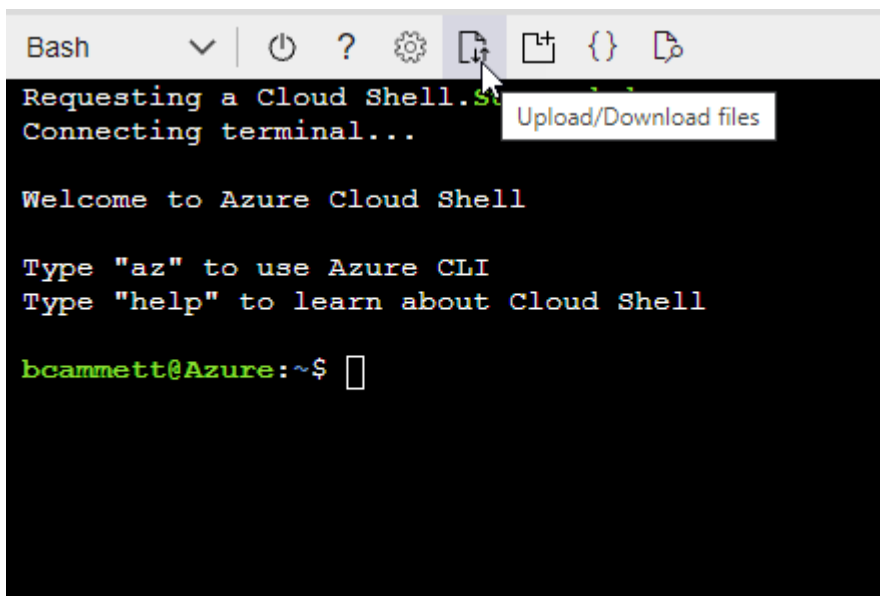 Bash ? {}
Requesting a Cloud Shell.
Upload/Download files
Connecting terminal...
Welcome to Azure Cloud Shell
Type "az" to use Azure CLI
Type "help" to learn about Cloud Shell
bcammett@Azure:~$